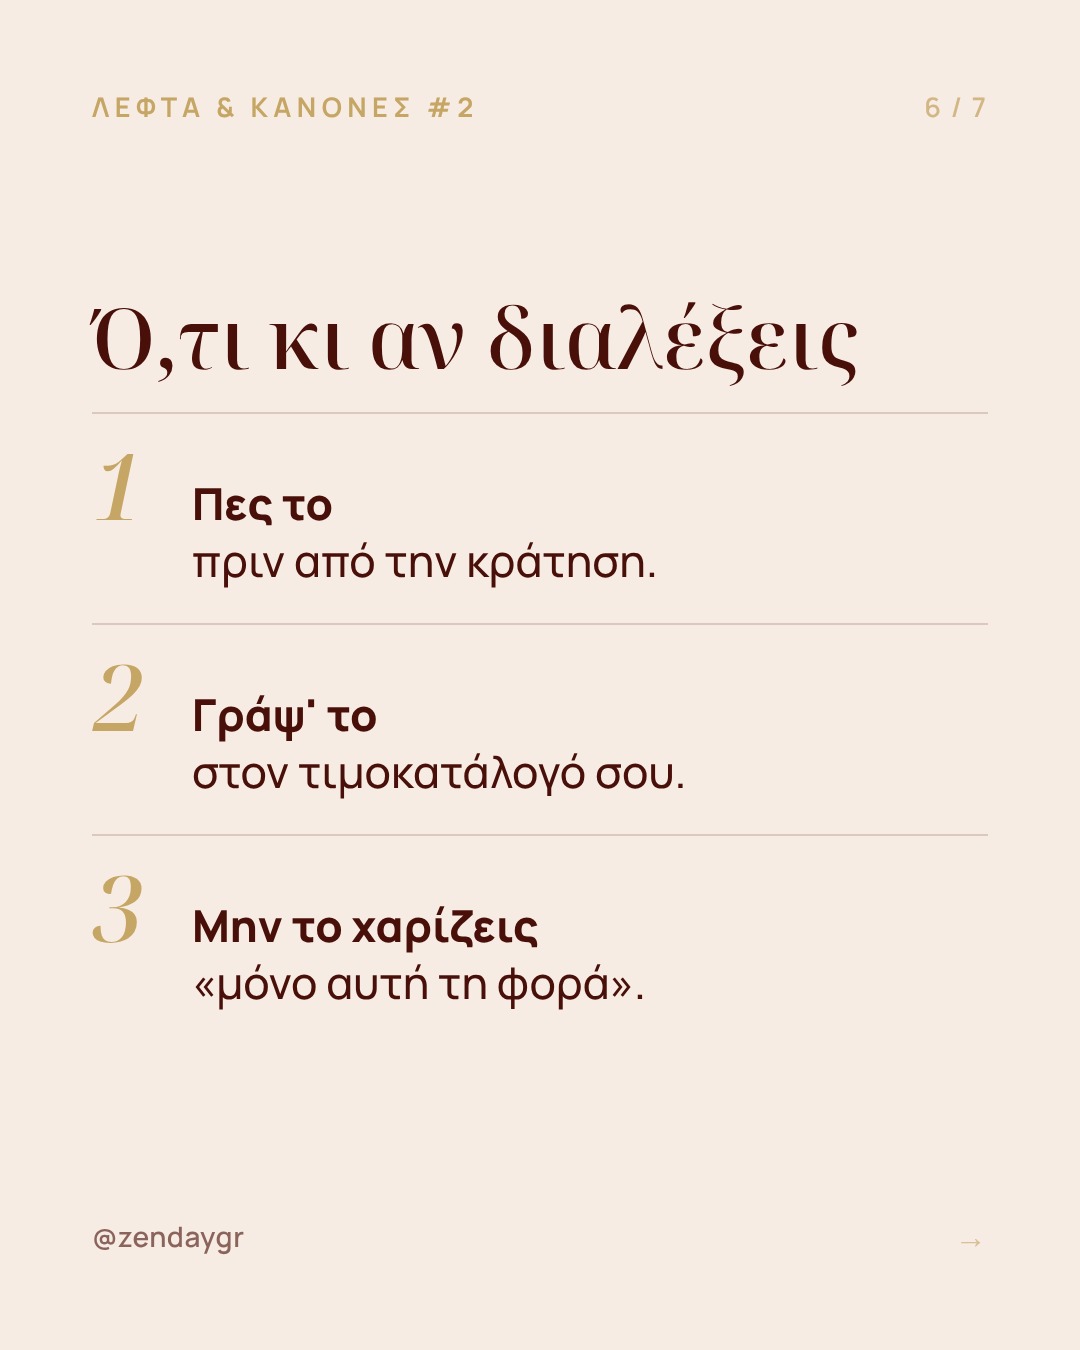 ΛΕΦΤΑ & ΚΑΝΟΝΕΣ #2
6 / 7
Ό,τι κι αν διαλέξεις
1
Πες το
πριν από την κράτηση.
2
Γράψ' το
στον τιμοκατάλογό σου.
3
Μην το χαρίζεις
«μόνο αυτή τη φορά».
@zendaygr
→